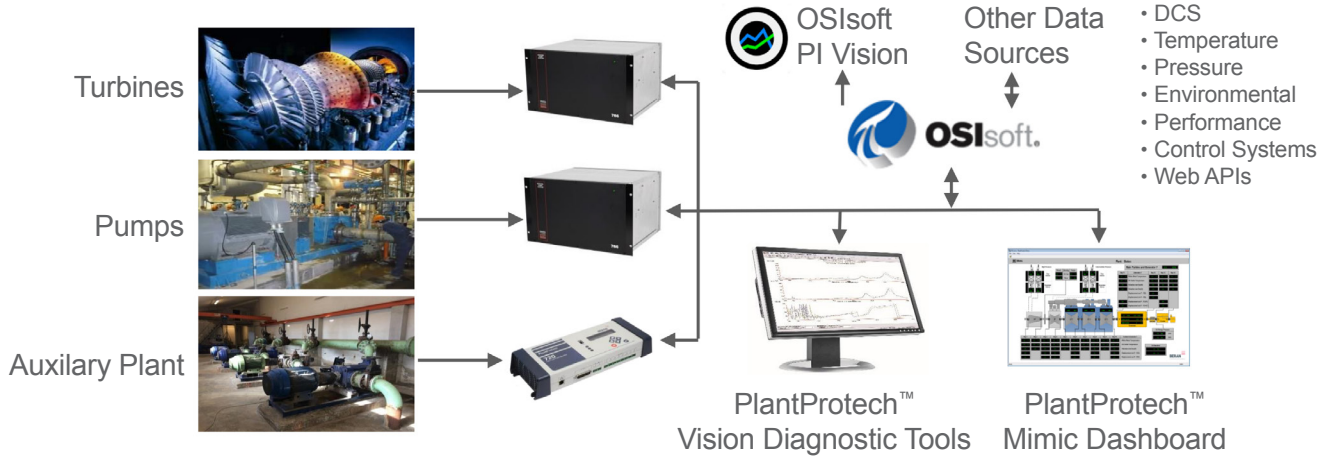 Turbines
Pumps
Auxilary Plant
OSIsoft
PI Vision
Other Data
Sources
• DCS
• Temperature
• Pressure
• Environmental
• Performance
• Control Systems
• Web APIs
OSIsoft.
PlantProtech™
Vision Diagnostic Tools
PlantProtech™
Mimic Dashboard